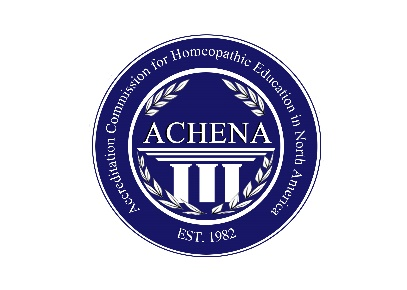 Accreditation Commission for Homeopathic Education in North America
ACHENA
EST. 1982